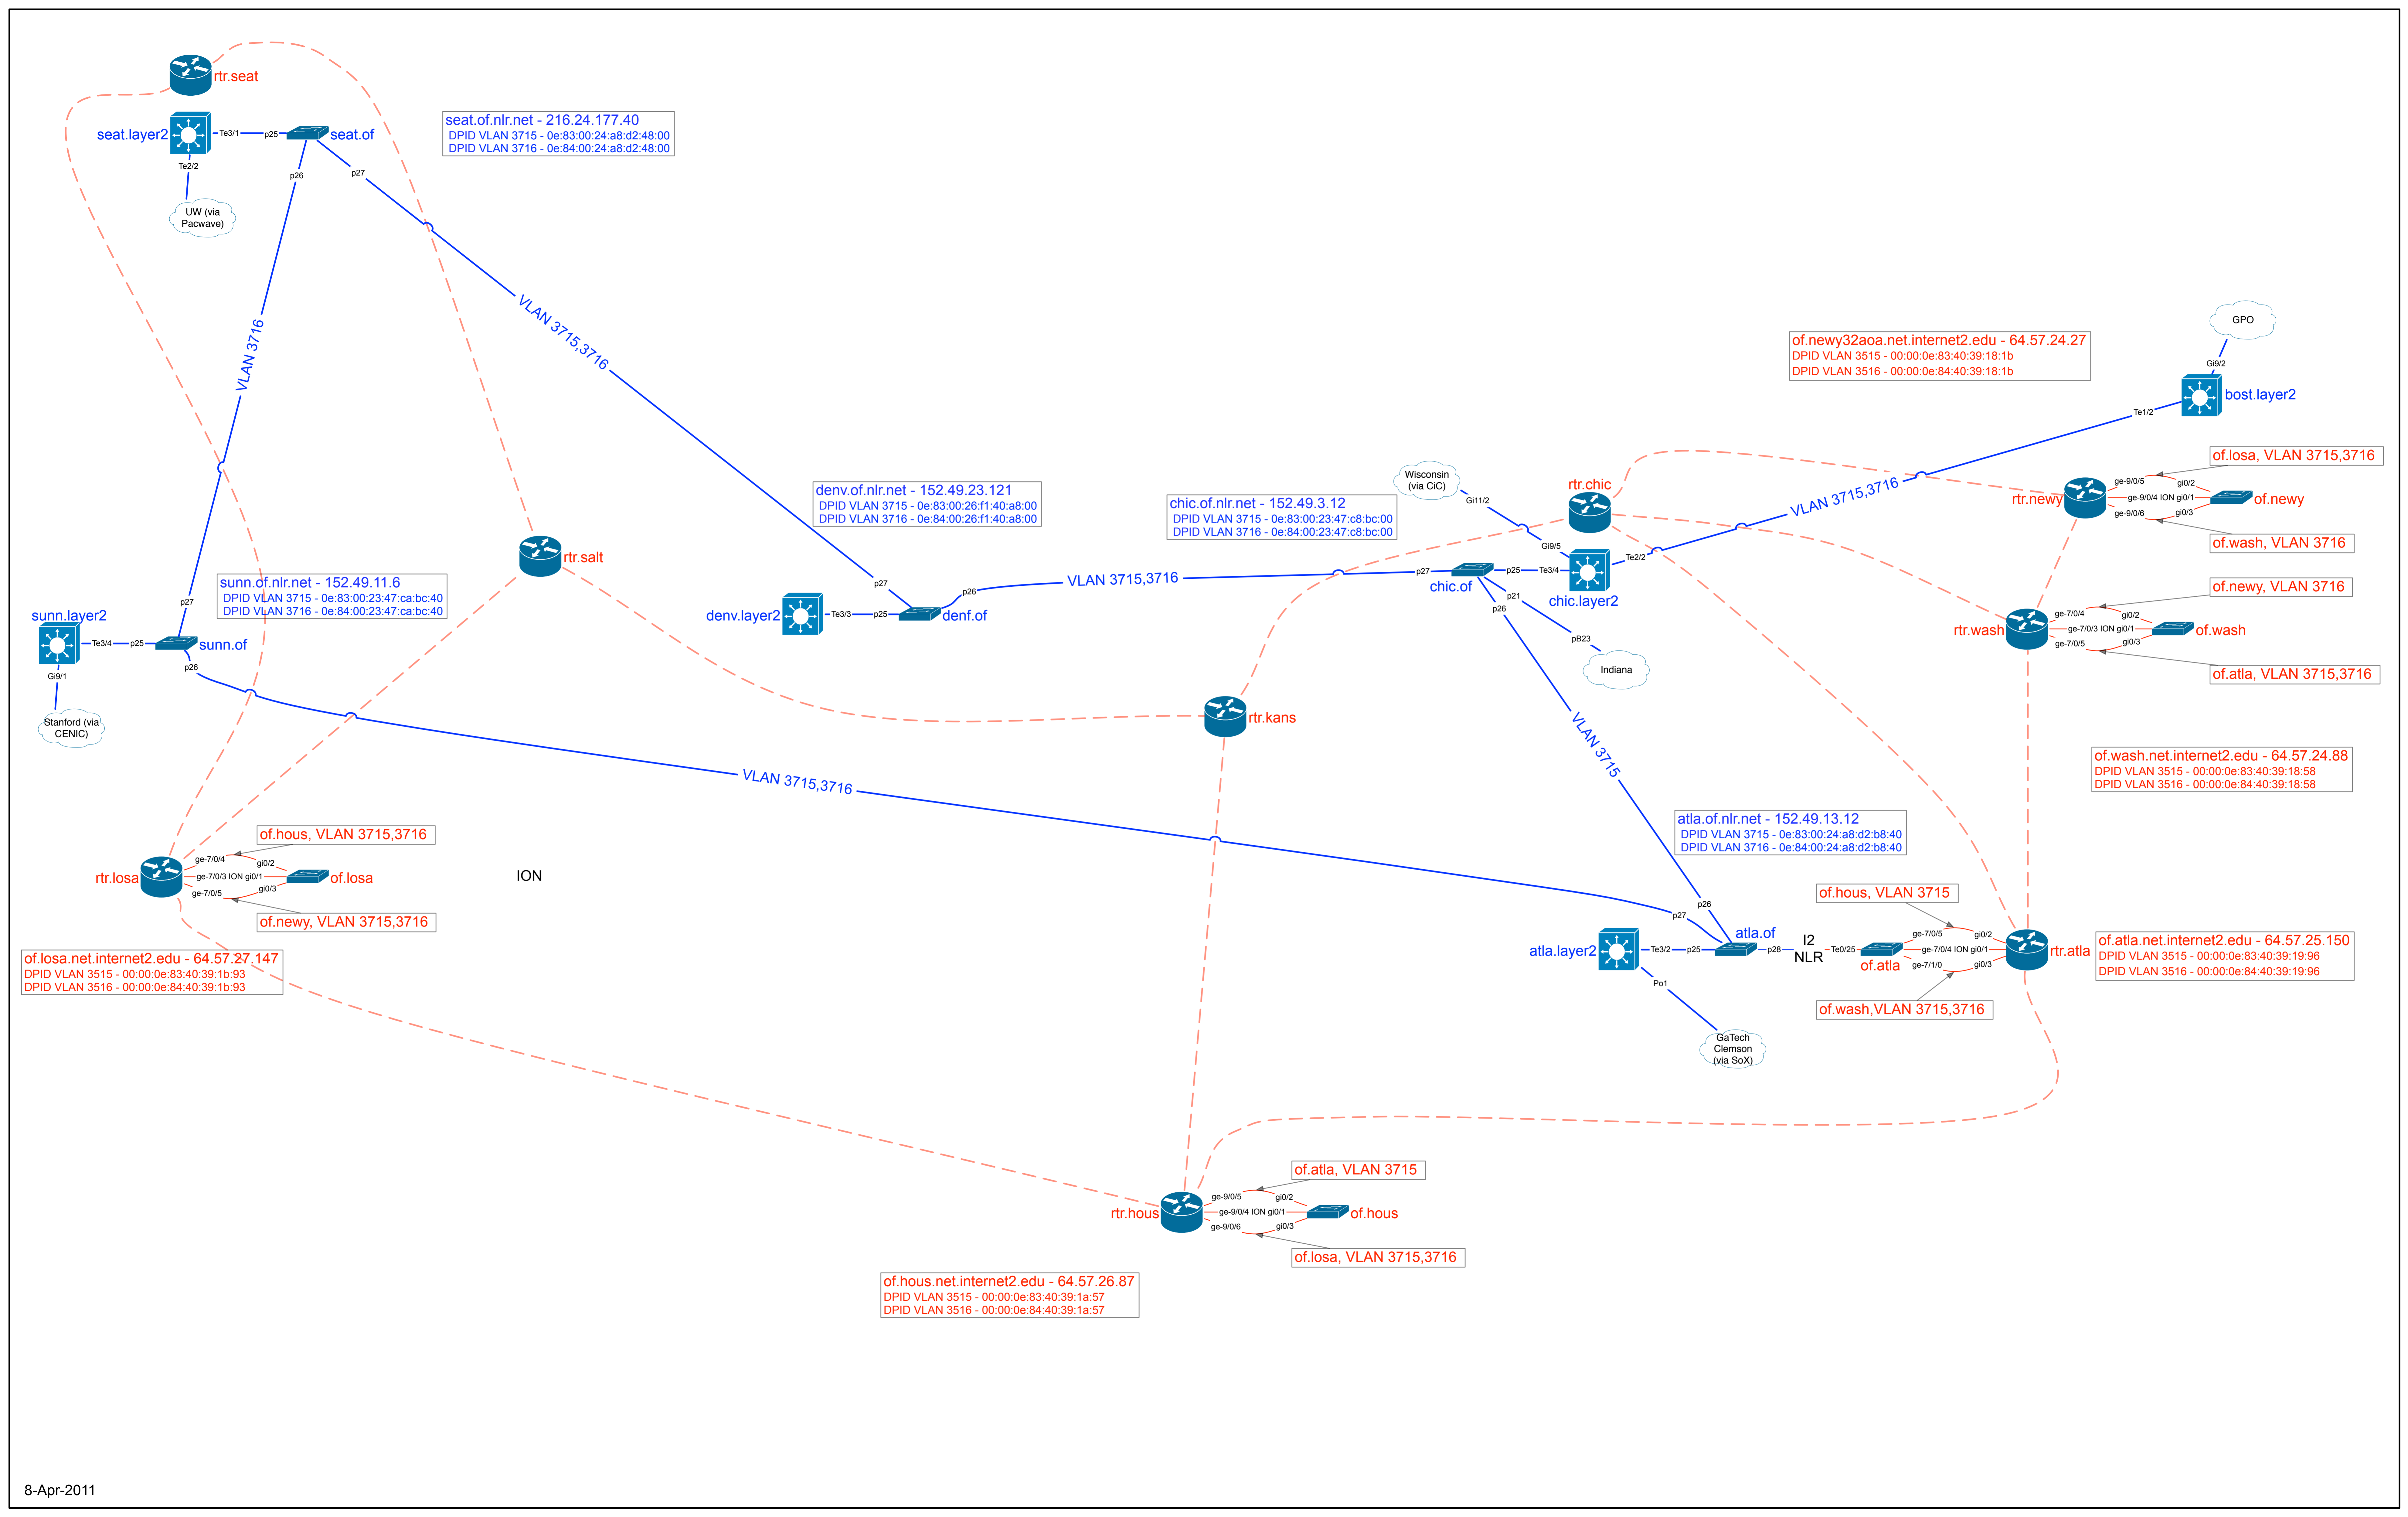 rtr.seat
seat.layer2
Te3/1
p25
seat.of
Te2/2
p26
p27
UW (via
Pacwave)
seat.of.nlr.net - 216.24.177.40
DPID VLAN 3715 - 0e:83:00:24:a8:d2:48:00
DPID VLAN 3716 - 0e:84:00:24:a8:d2:48:00
VLAN 3716
VLAN 3715,3716
GPO
Gi9/2
bost.layer2
Te1/2
of.newy32aoa.net.internet2.edu - 64.57.24.27
DPID VLAN 3515 - 00:00:0e:83:40:39:18:1b
DPID VLAN 3516 - 00:00:0e:84:40:39:18:1b
of.losa, VLAN 3715,3716
rtr.newy
ge-9/0/5
gi0/2
ge-9/0/4 ION gi0/1
ge-9/0/6
gi0/3
of.newy
of.wash, VLAN 3716
Wisconsin
(via CiC)
Gi11/2
rtr.chic
VLAN 3715,3716
denv.of.nlr.net - 152.49.23.121
DPID VLAN 3715 - 0e:83:00:26:f1:40:a8:00
DPID VLAN 3716 - 0e:84:00:26:f1:40:a8:00
chic.of.nlr.net - 152.49.3.12
DPID VLAN 3715 - 0e:83:00:23:47:c8:bc:00
DPID VLAN 3716 - 0e:84:00:23:47:c8:bc:00
rtr.salt
Gi9/5
Te2/2
p27
p25
Te3/4
chic.of
chic.layer2
p21
p26
pB23
Indiana
VLAN 3715,3716
p27
p26
denv.layer2
Te3/3
p25
denf.of
sunn.of.nlr.net - 152.49.11.6
DPID VLAN 3715 - 0e:83:00:23:47:ca:bc:40
DPID VLAN 3716 - 0e:84:00:23:47:ca:bc:40
p27
sunn.layer2
Te3/4
p25
sunn.of
p26
Gi9/1
Stanford (via
CENIC)
of.newy, VLAN 3716
rtr.wash
ge-7/0/4
gi0/2
ge-7/0/3 ION gi0/1
ge-7/0/5
gi0/3
of.wash
of.atla, VLAN 3715,3716
rtr.kans
VLAN 3715
VLAN 3715,3716
of.wash.net.internet2.edu - 64.57.24.88
DPID VLAN 3515 - 00:00:0e:83:40:39:18:58
DPID VLAN 3516 - 00:00:0e:84:40:39:18:58
atla.of.nlr.net - 152.49.13.12
DPID VLAN 3715 - 0e:83:00:24:a8:d2:b8:40
DPID VLAN 3716 - 0e:84:00:24:a8:d2:b8:40
of.hous, VLAN 3715,3716
rtr.losa
ge-7/0/4
gi0/2
ge-7/0/3 ION gi0/1
ge-7/0/5
gi0/3
of.losa
of.newy, VLAN 3715,3716
ION
of.hous, VLAN 3715
p26
p27
atla.layer2
Te3/2
p25
atla.of
p28
I2
NLR
Te0/25
of.atla
ge-7/0/5
gi0/2
ge-7/0/4 ION gi0/1
ge-7/1/0
gi0/3
rtr.atla
of.wash,VLAN 3715,3716
Po1
GaTech
Clemson
(via SoX)
of.atla.net.internet2.edu - 64.57.25.150
DPID VLAN 3515 - 00:00:0e:83:40:39:19:96
DPID VLAN 3516 - 00:00:0e:84:40:39:19:96
of.losa.net.internet2.edu - 64.57.27.147
DPID VLAN 3515 - 00:00:0e:83:40:39:1b:93
DPID VLAN 3516 - 00:00:0e:84:40:39:1b:93
of.atla, VLAN 3715
rtr.hous
ge-9/0/5
gi0/2
ge-9/0/4 ION gi0/1
ge-9/0/6
gi0/3
of.hous
of.losa, VLAN 3715,3716
of.hous.net.internet2.edu - 64.57.26.87
DPID VLAN 3515 - 00:00:0e:83:40:39:1a:57
DPID VLAN 3516 - 00:00:0e:84:40:39:1a:57
8-Apr-2011